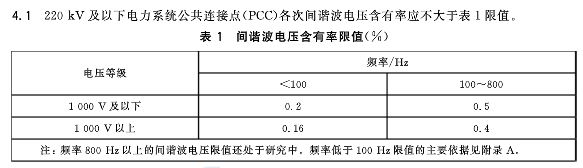 4.1 220 kV 及以下电力系统公共连接点(PCC)各次间谐波电压含有率应不大于表 1 限值。
表 1 间谐波电压含有率限值(%)
电压等级 频率/Hz
<100 100～800
1 000 V 及以下 0.2 0.5
1 000 V 以上 0.16 0.4
注：频率 800 Hz 以上的间谐波电压限值还处于研究中。频率低于 100 Hz 限值的主要依据见附录 A。